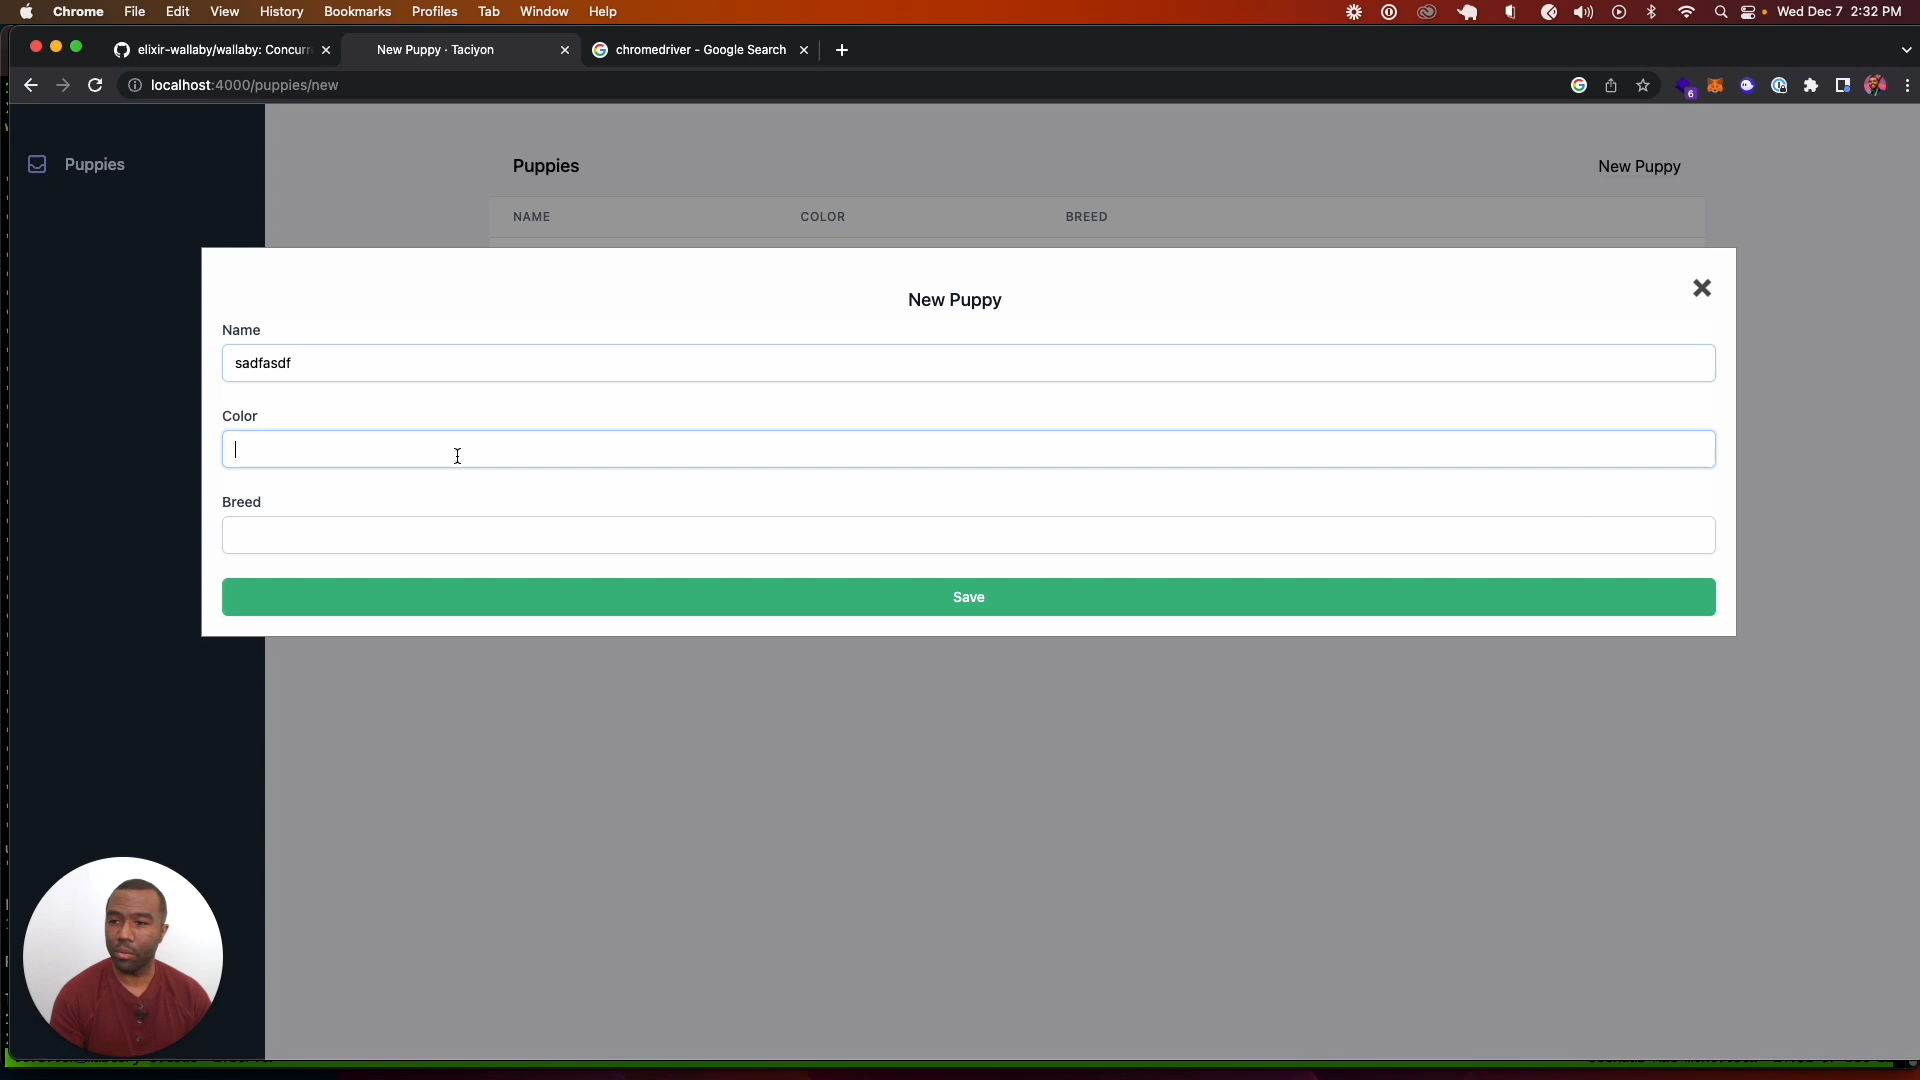 Chrome File Edit View History Bookmarks Profiles Tab Window Help Wed Dec 7 2:32 PM
elixir-wallaby/wallaby: Concurr New Puppy · Taciyon chromedriver - Google Search
localhost:4000/puppies/new
6
Puppies
Puppies New Puppy
NAME COLOR BREED
New Puppy
Name
sadfasdf
Color
Breed
Save